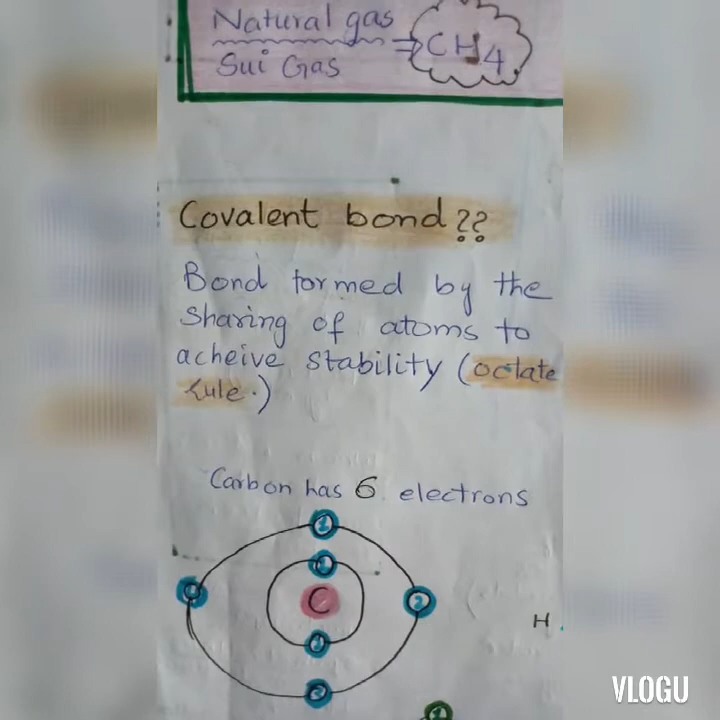 Natural gas
Sui Gas
⇒ CH4
Covalent bond??
Bond formed by the
sharing of atoms to
acheive stability (octate
rule.)
Carbon has 6 electrons
C
H
VLOGU